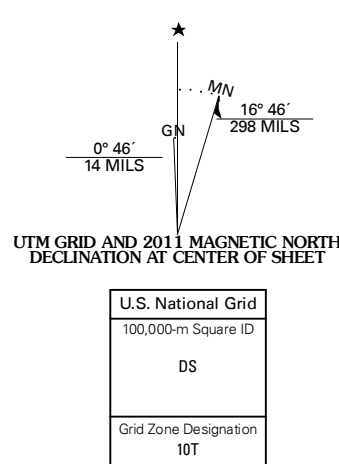 ★
MN
GN
16° 46´
298 MILS
0° 46´
14 MILS
UTM GRID AND 2011 MAGNETIC NORTH
DECLINATION AT CENTER OF SHEET
U.S. National Grid
100,000-m Square ID
DS
Grid Zone Designation
10T